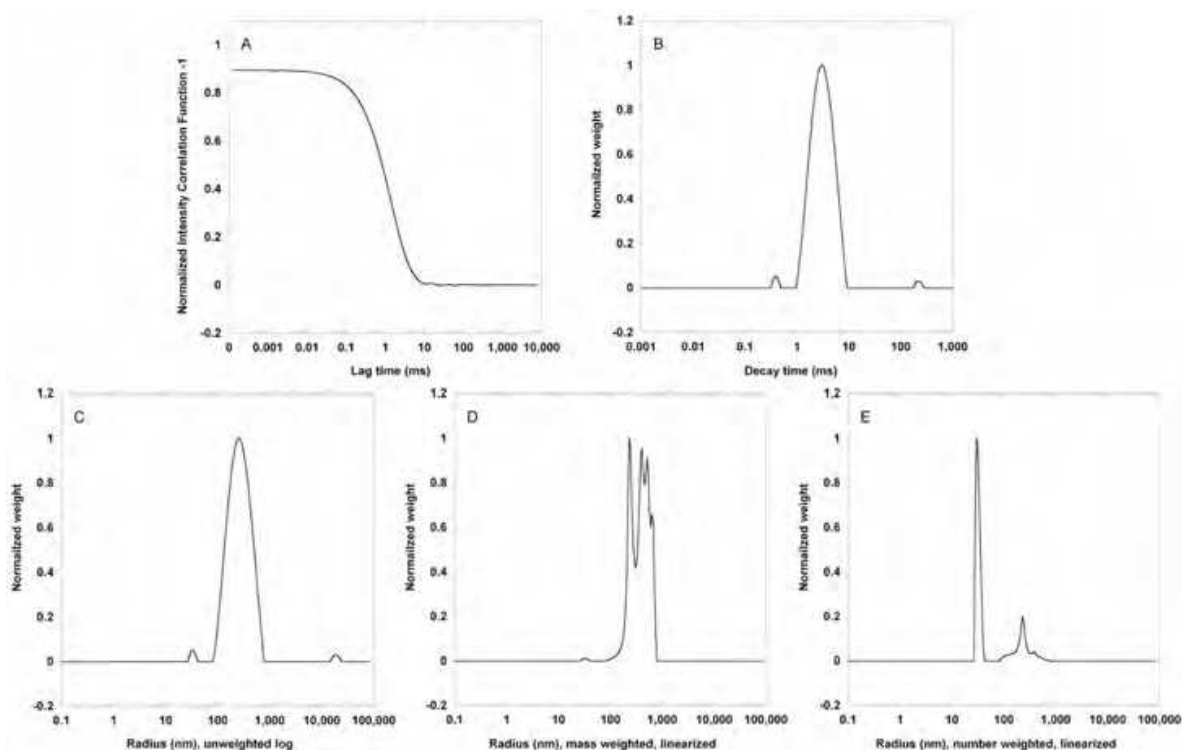 A
Normalized Intensity Correlation Function -1
1
0.8
0.6
0.4
0.2
0
-0.2
0 0.001 0.01 0.1 1 10 100 1,000 10,000
Lag time (ms)
B
Normailzed weight
1.2
1
0.8
0.6
0.4
0.2
0
-0.2
0.001 0.1 1 10 1,000
Decay time (ms)
C
Normailzed weight
1.2
1
0.8
0.6
0.4
0.2
0
-0.2
0.1 1 10 100 1,000 10,000 100,000
Radius (nm), unweighted log
D
Normailzed weight
1.2
1
0.8
0.6
0.4
0.2
0
-0.2
0.1 1 10 100 1,000 10,000 100,000
Radius (nm), mass weighted, linearized
E
Normailzed weight
1.2
1
0.8
0.6
0.4
0.2
0
-0.2
0.1 1 10 100 1,000 10,000 100,000
Radius (nm), number weighted, linearized